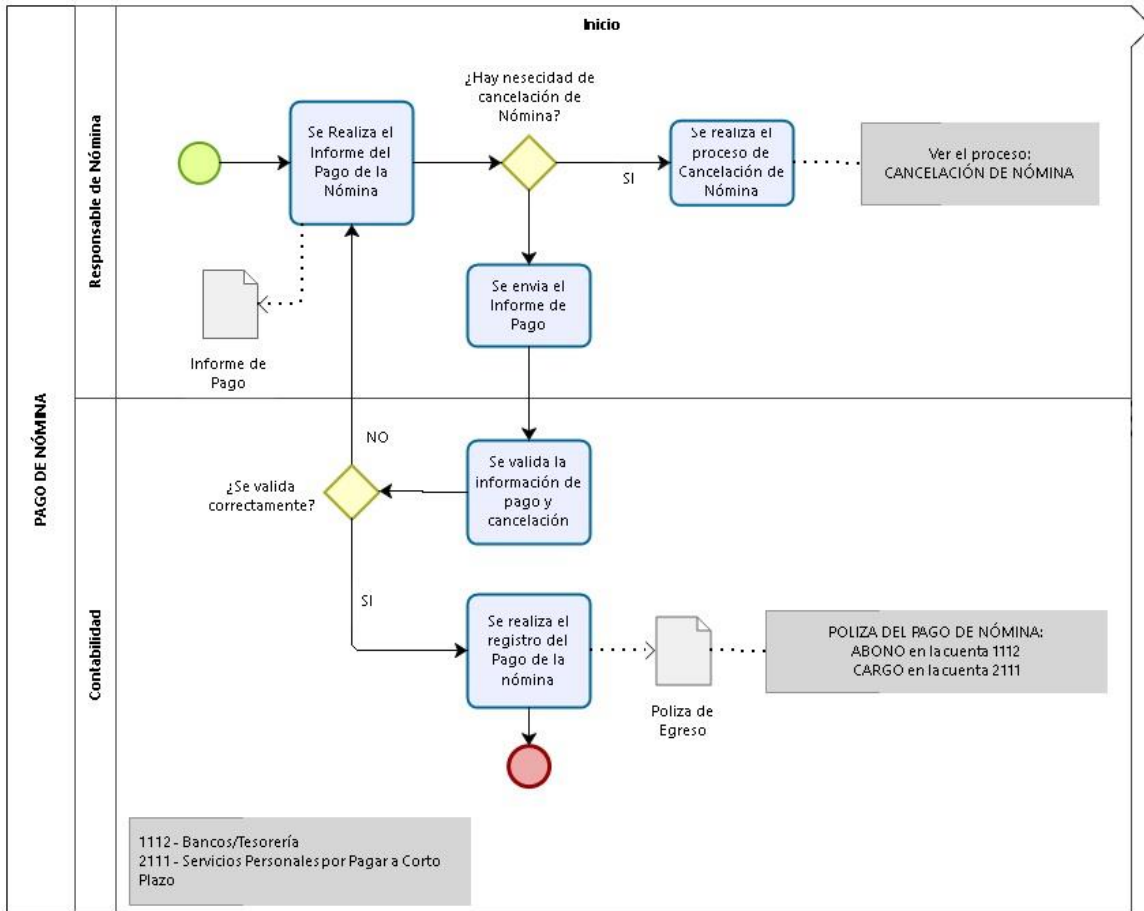 PAGO DE NÓMINA
Inicio
Responsable de Nómina
Se Realiza el
Informe del
Pago de la
Nómina
¿Hay nesecidad de
cancelación de
Nómina?
SI
Se realiza el
proceso de
Cancelación de
Nómina
Ver el proceso:
CANCELACIÓN DE NÓMINA
Informe de
Pago
Se envia el
Informe de
Pago
Contabilidad
NO
¿Se valida
correctamente?
Se valida la
información de
pago y
cancelación
SI
Se realiza el
registro del
Pago de la
nómina
Poliza de
Egreso
POLIZA DEL PAGO DE NÓMINA:
ABONO en la cuenta 1112
CARGO en la cuenta 2111
1112 - Bancos/Tesorería
2111 - Servicios Personales por Pagar a Corto
Plazo